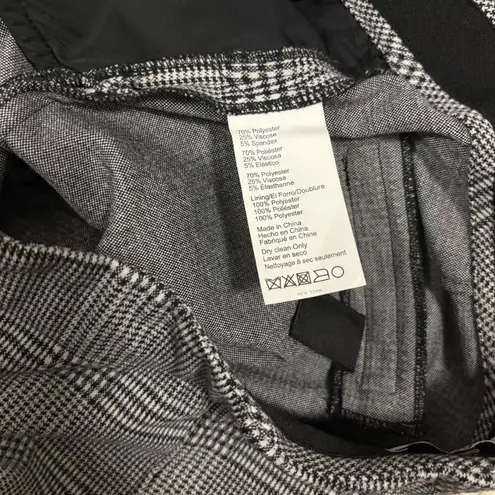 70% Polyester
25% Viscose
5% Spandex
70% Poliéster
25% Viscosa
5% Elástico
70% Polyester
25% Viscose
5% Elasthanne
Lining/El Forro/Doublure
100% Polyester
100% Poliéster
100% Polyester
Made in China
Hecho en China
Fabriqué en Chine
Dry clean Only
Lavar en seco
Nettoyage à sec seulement